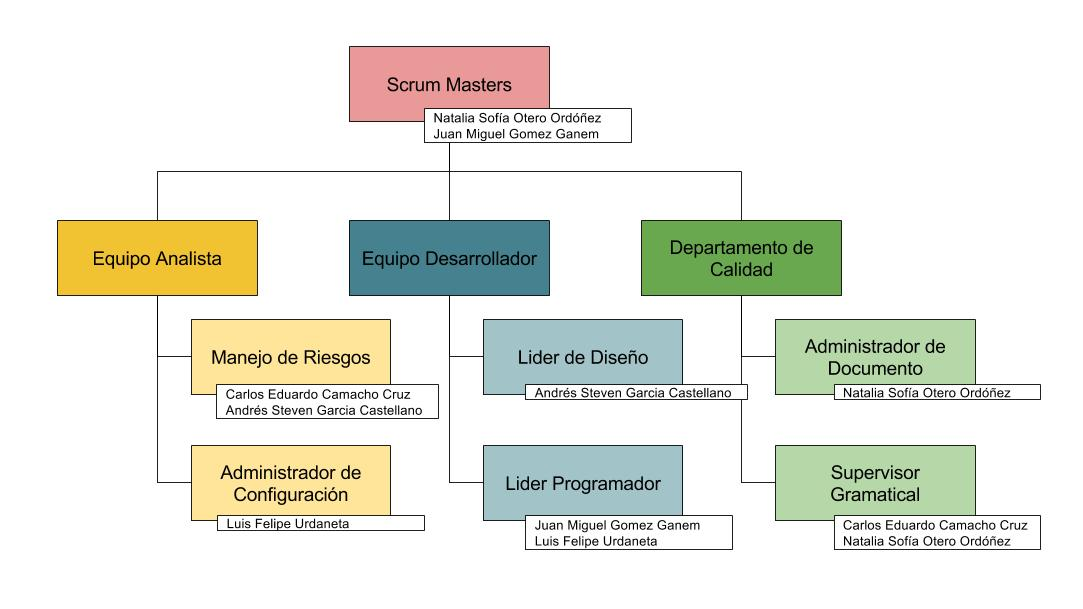 Scrum Masters
Natalia Sofía Otero Ordóñez
Juan Miguel Gomez Ganem
Equipo Analista
Equipo Desarrollador
Departamento de
Calidad
Manejo de Riesgos
Carlos Eduardo Camacho Cruz
Andrés Steven Garcia Castellano
Lider de Diseño
Andrés Steven Garcia Castellano
Administrador de
Documento
Natalia Sofía Otero Ordóñez
Administrador de
Configuración
Luis Felipe Urdaneta
Lider Programador
Juan Miguel Gomez Ganem
Luis Felipe Urdaneta
Supervisor
Gramatical
Carlos Eduardo Camacho Cruz
Natalia Sofía Otero Ordóñez